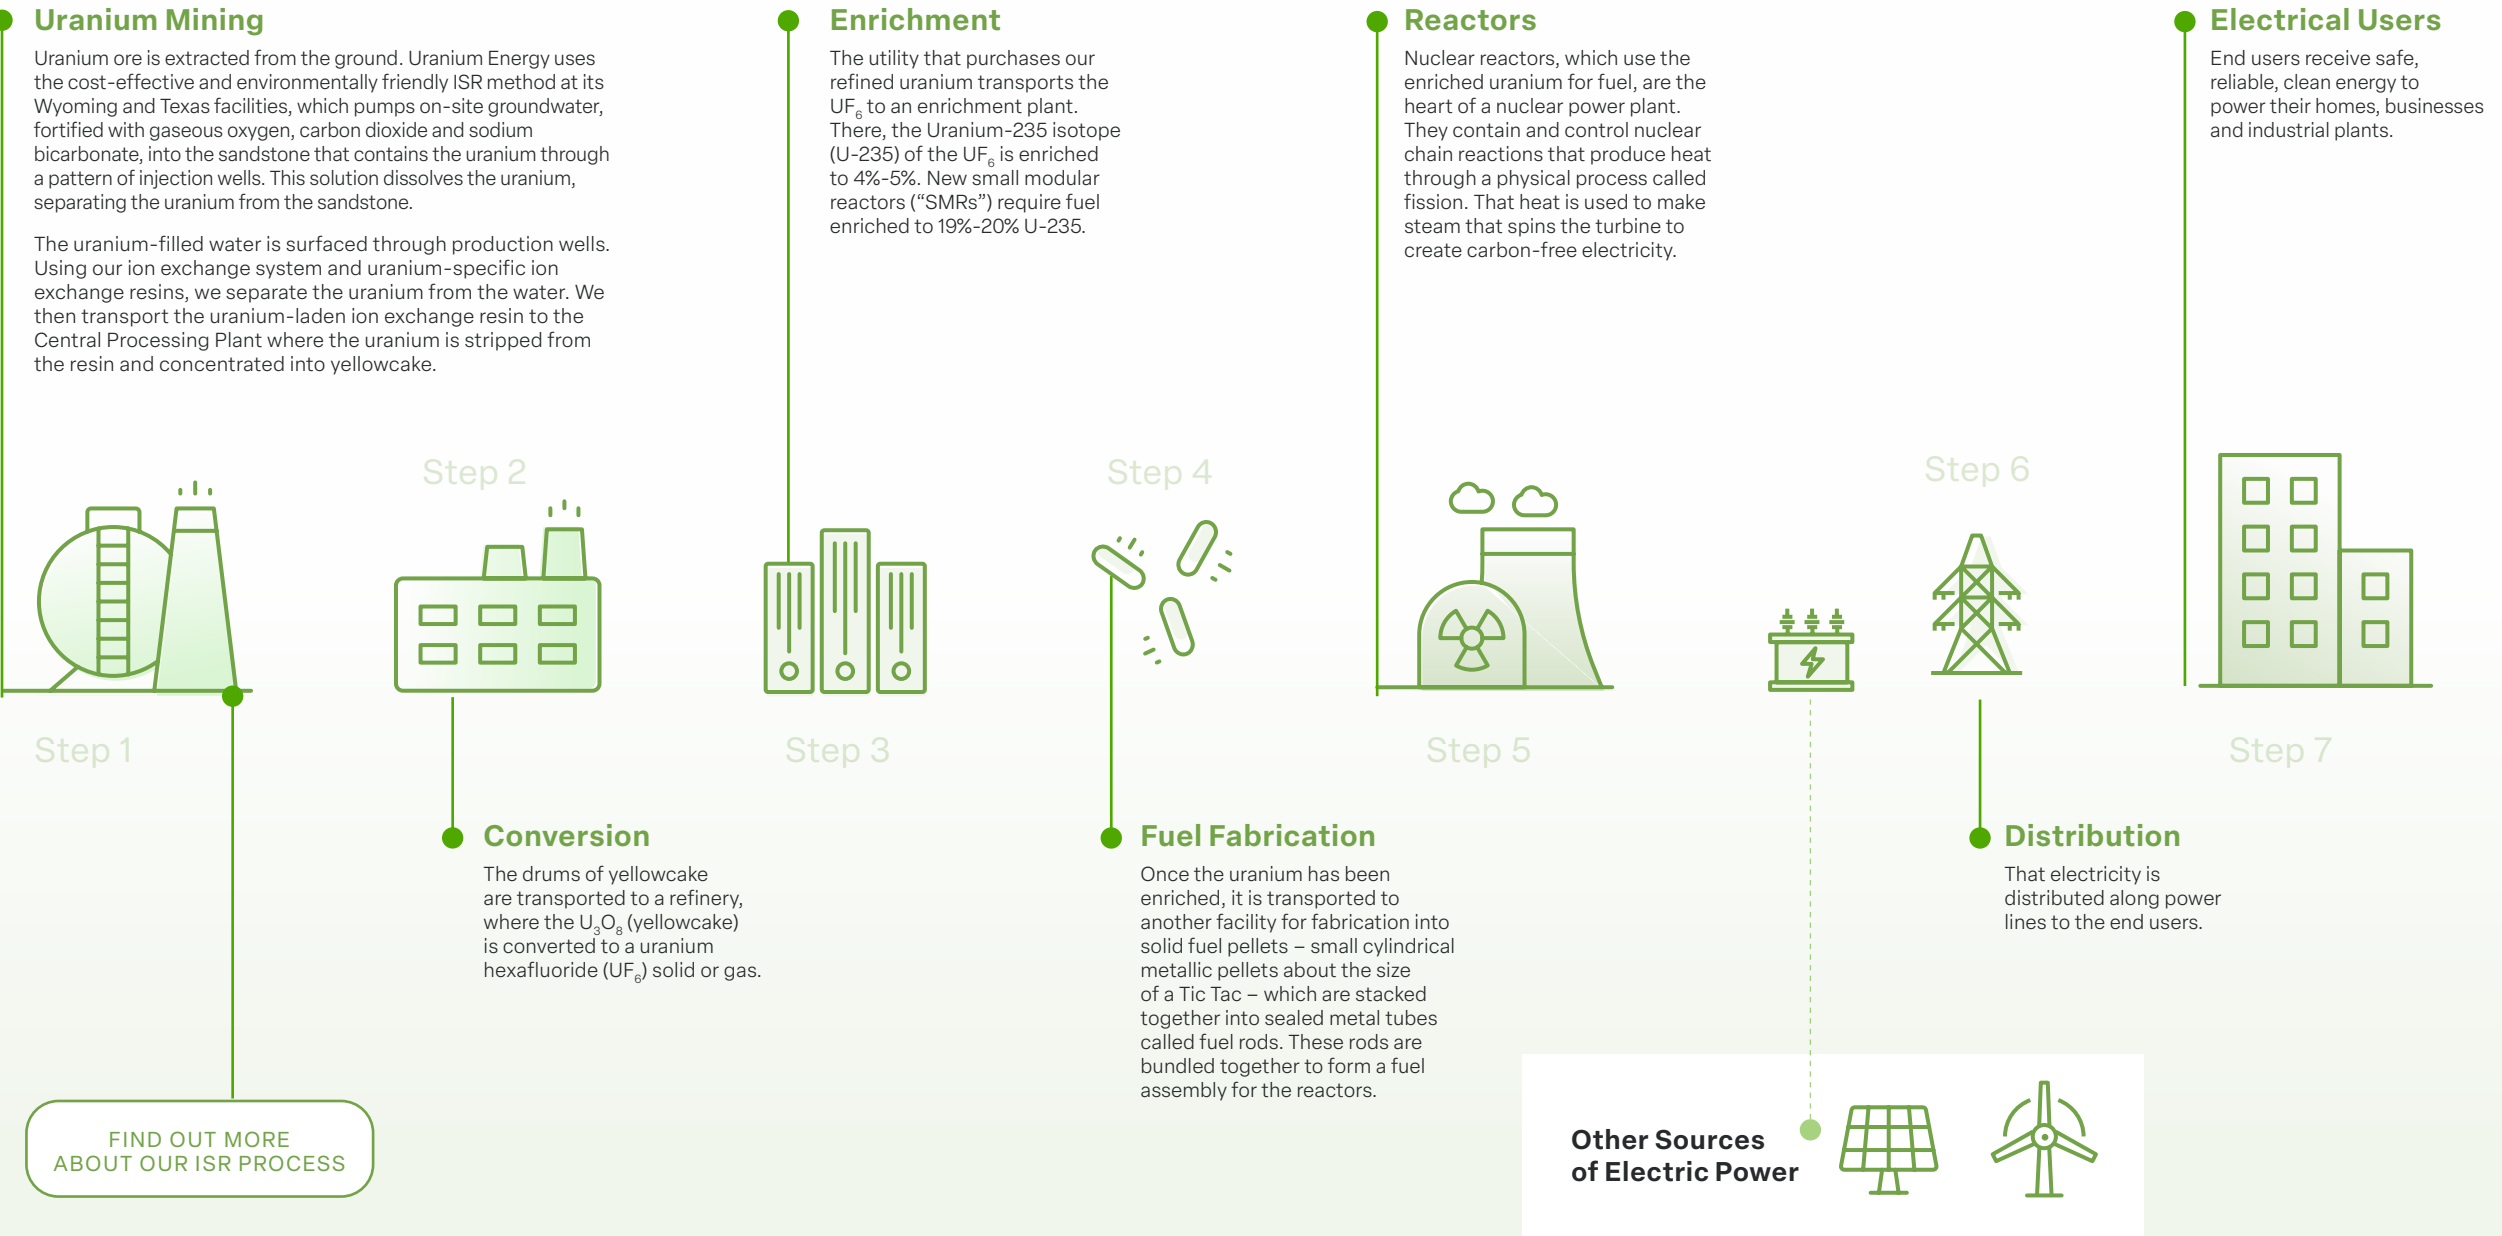 Uranium Mining
Uranium ore is extracted from the ground. Uranium Energy uses
the cost-effective and environmentally friendly ISR method at its
Wyoming and Texas facilities, which pumps on-site groundwater,
fortified with gaseous oxygen, carbon dioxide and sodium
bicarbonate, into the sandstone that contains the uranium through
a pattern of injection wells. This solution dissolves the uranium,
separating the uranium from the sandstone.
The uranium-filled water is surfaced through production wells.
Using our ion exchange system and uranium-specific ion
exchange resins, we separate the uranium from the water. We
then transport the uranium-laden ion exchange resin to the
Central Processing Plant where the uranium is stripped from
the resin and concentrated into yellowcake.
Step 1
FIND OUT MORE
ABOUT OUR ISR PROCESS
Step 2
Conversion
The drums of yellowcake
are transported to a refinery,
where the U₃O₈ (yellowcake)
is converted to a uranium
hexafluoride (UF₆) solid or gas.
Enrichment
The utility that purchases our
refined uranium transports the
UF₆ to an enrichment plant.
There, the Uranium-235 isotope
(U-235) of the UF₆ is enriched
to 4%-5%. New small modular
reactors (“SMRs”) require fuel
enriched to 19%-20% U-235.
Step 3
Step 4
Fuel Fabrication
Once the uranium has been
enriched, it is transported to
another facility for fabrication into
solid fuel pellets – small cylindrical
metallic pellets about the size
of a Tic Tac – which are stacked
together into sealed metal tubes
called fuel rods. These rods are
bundled together to form a fuel
assembly for the reactors.
Reactors
Nuclear reactors, which use the
enriched uranium for fuel, are the
heart of a nuclear power plant.
They contain and control nuclear
chain reactions that produce heat
through a physical process called
fission. That heat is used to make
steam that spins the turbine to
create carbon-free electricity.
Step 5
Step 6
Distribution
That electricity is
distributed along power
lines to the end users.
Other Sources
of Electric Power
Electrical Users
End users receive safe,
reliable, clean energy to
power their homes, businesses
and industrial plants.
Step 7